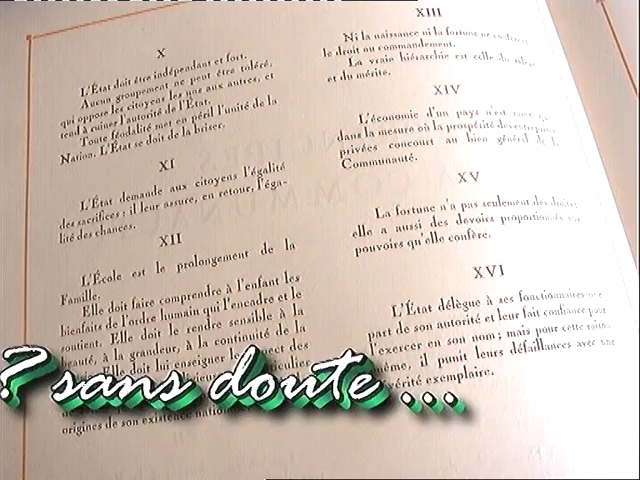 X
L'État doit être indépendant et fort.
Aucun groupement ne peut être toléré,
qui oppose les citoyens les uns aux autres, et
tend à ruiner l'autorité de l'État.
Toute féodalité met en péril l'unité de la
Nation. L'État se doit de la briser.
XI
L'État demande aux citoyens l'égalité
des sacrifices : il leur assure, en retour, l'éga-
lité des chances.
XII
L'École est le prolongement de la
Famille.
Elle doit faire comprendre à l'enfant les
bienfaits de l'ordre humain qui l'encadre et le
soutient. Elle doit le rendre sensible à la
beauté, à la grandeur, à la continuité de la
elle doit lui enseigner le des
origines de son existence
XIII
Ni la naissance ni la fortune ne
le droit au commandement.
La vraie hiérarchie est celle du
et du mérite.
XIV
L'économie d'un pays n'est
dans la mesure où la prospérité des
privées concourt au bien général de la
Communauté.
XV
La fortune n'a pas seulement des droits,
elle a aussi des devoirs proportionnés
pouvoirs qu'elle confère.
XVI
L'État délègue à ses fonctionnaires une
part de son autorité et leur fait confiance pour
l'exercer en son nom ; mais pour cette raison
même, il punit leurs défaillances avec une
sévérité exemplaire.
? sans doute ...